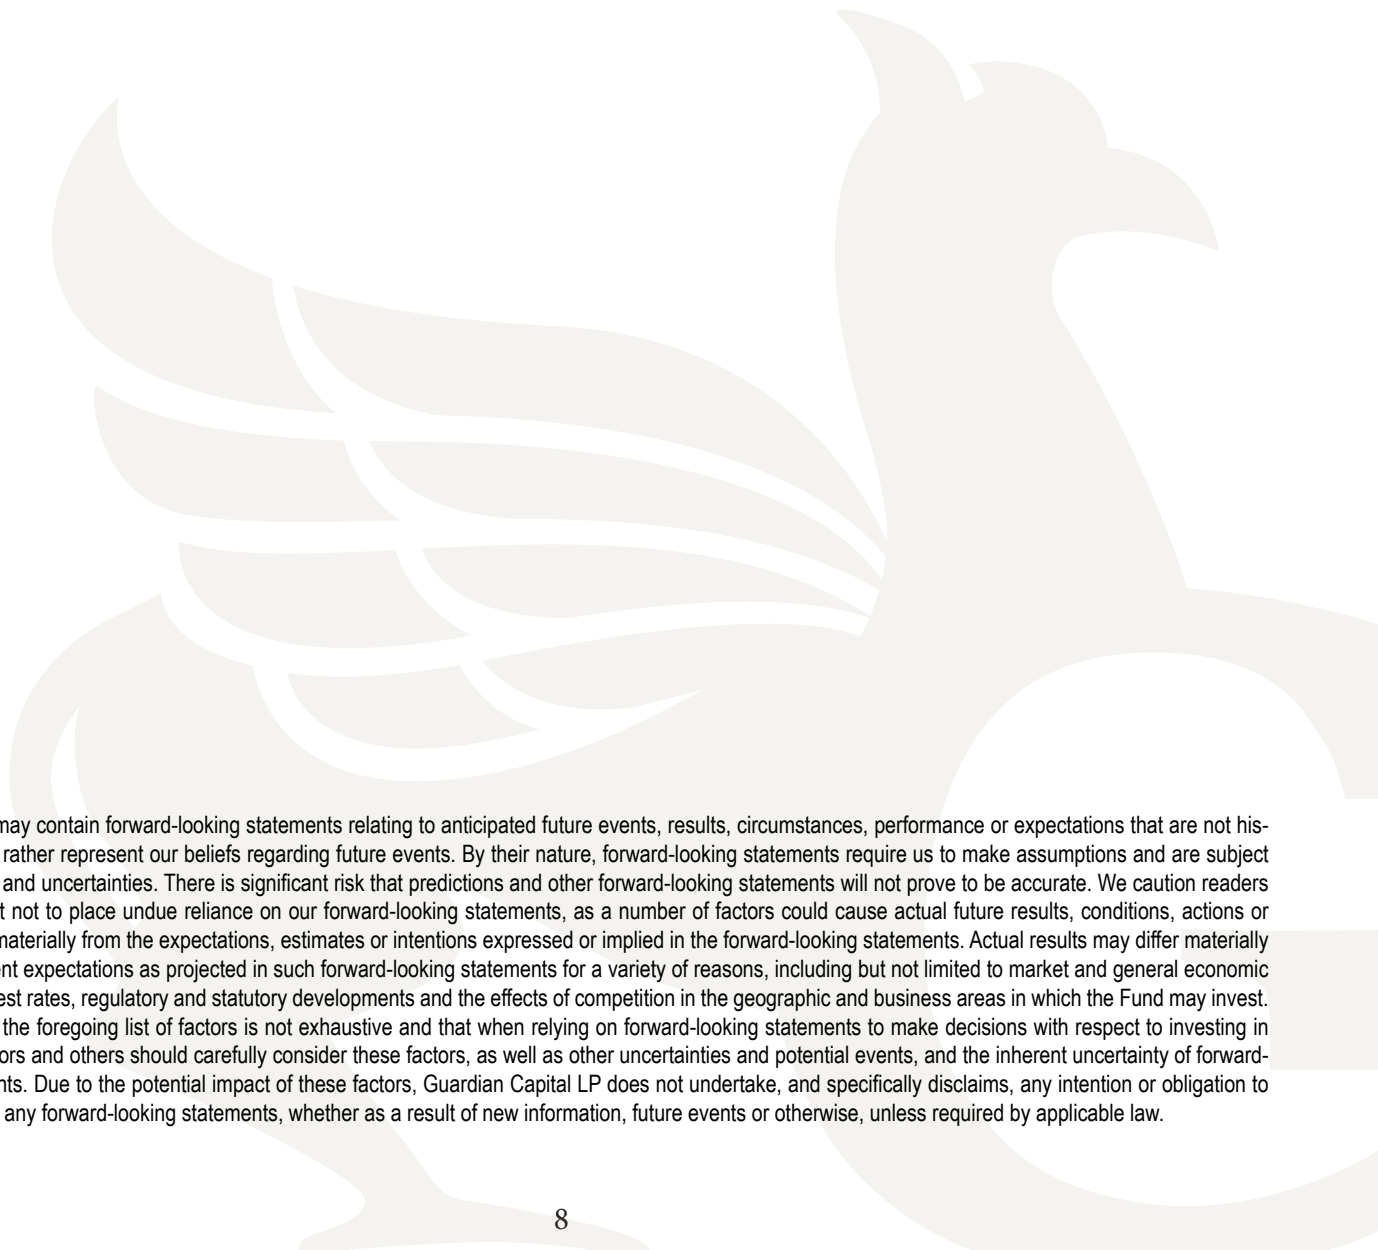 may contain forward-looking statements relating to anticipated future events, results, circumstances, performance or expectations that are not his-
rather represent our beliefs regarding future events. By their nature, forward-looking statements require us to make assumptions and are subject
and uncertainties. There is significant risk that predictions and other forward-looking statements will not prove to be accurate. We caution readers
not to place undue reliance on our forward-looking statements, as a number of factors could cause actual future results, conditions, actions or
materially from the expectations, estimates or intentions expressed or implied in the forward-looking statements. Actual results may differ materially
expectations as projected in such forward-looking statements for a variety of reasons, including but not limited to market and general economic
rates, regulatory and statutory developments and the effects of competition in the geographic and business areas in which the Fund may invest.
the foregoing list of factors is not exhaustive and that when relying on forward-looking statements to make decisions with respect to investing in
and others should carefully consider these factors, as well as other uncertainties and potential events, and the inherent uncertainty of forward-
Due to the potential impact of these factors, Guardian Capital LP does not undertake, and specifically disclaims, any intention or obligation to
any forward-looking statements, whether as a result of new information, future events or otherwise, unless required by applicable law.
8